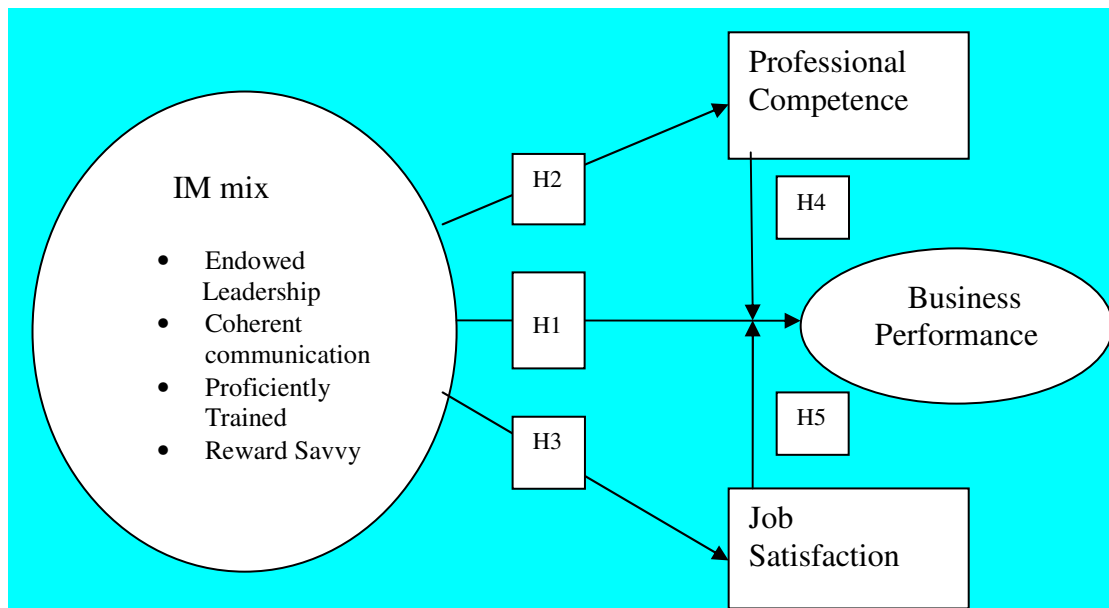 IM mix
• Endowed
Leadership
• Coherent
communication
• Proficiently
Trained
• Reward Savvy
H2
H1
H3
Professional
Competence
H4
Business
Performance
H5
Job
Satisfaction